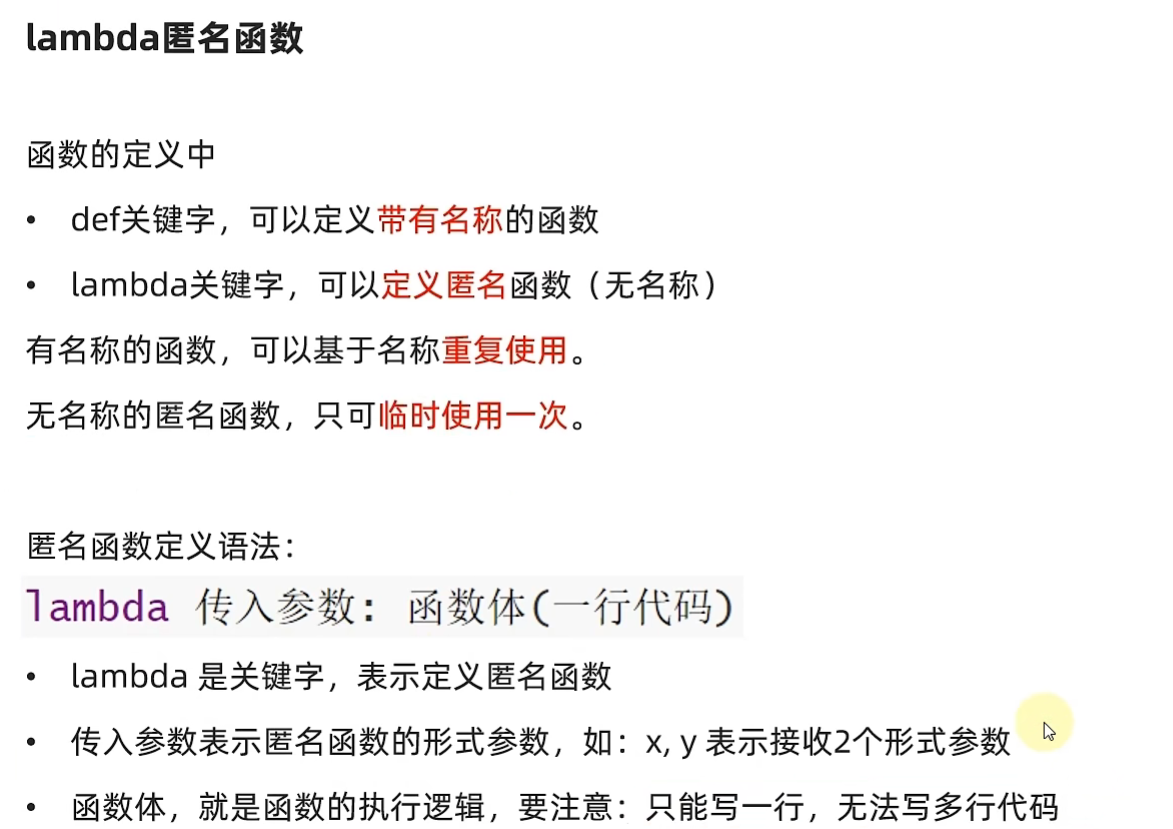 lambda匿名函数
函数的定义中
• def关键字，可以定义带有名称的函数
• lambda关键字，可以定义匿名函数（无名称）
有名称的函数，可以基于名称重复使用。
无名称的匿名函数，只可临时使用一次。
匿名函数定义语法：
lambda 传入参数: 函数体(一行代码)
• lambda 是关键字，表示定义匿名函数
• 传入参数表示匿名函数的形式参数，如：x, y 表示接收2个形式参数
• 函数体，就是函数的执行逻辑，要注意：只能写一行，无法写多行代码